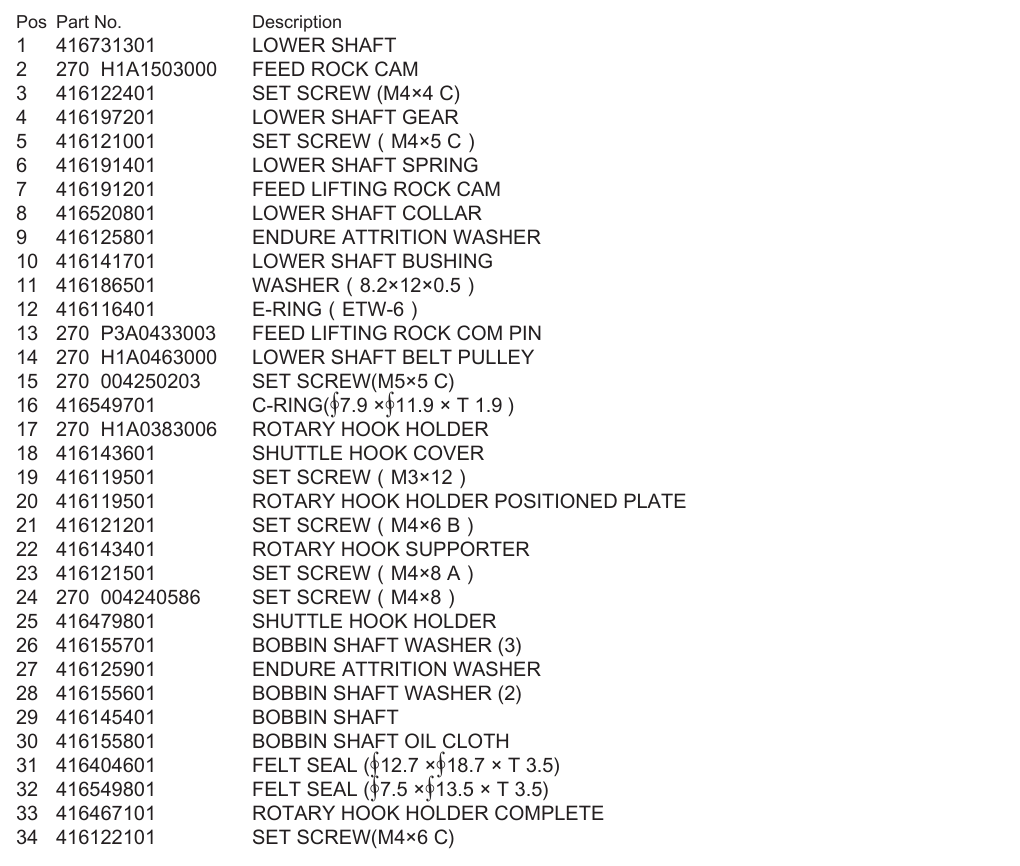 Pos Part No. Description
1 416731301 LOWER SHAFT
2 270 H1A1503000 FEED ROCK CAM
3 416122401 SET SCREW (M4×4 C)
4 416197201 LOWER SHAFT GEAR
5 416121001 SET SCREW ( M4×5 C )
6 416191401 LOWER SHAFT SPRING
7 416191201 FEED LIFTING ROCK CAM
8 416520801 LOWER SHAFT COLLAR
9 416125801 ENDURE ATTRITION WASHER
10 416141701 LOWER SHAFT BUSHING
11 416186501 WASHER ( 8.2×12×0.5 )
12 416116401 E-RING ( ETW-6 )
13 270 P3A0433003 FEED LIFTING ROCK COM PIN
14 270 H1A0463000 LOWER SHAFT BELT PULLEY
15 270 004250203 SET SCREW(M5×5 C)
16 416549701 C-RING(∮7.9 ×∮11.9 × T 1.9 )
17 270 H1A0383006 ROTARY HOOK HOLDER
18 416143601 SHUTTLE HOOK COVER
19 416119501 SET SCREW ( M3×12 )
20 416119501 ROTARY HOOK HOLDER POSITIONED PLATE
21 416121201 SET SCREW ( M4×6 B )
22 416143401 ROTARY HOOK SUPPORTER
23 416121501 SET SCREW ( M4×8 A )
24 270 004240586 SET SCREW ( M4×8 )
25 416479801 SHUTTLE HOOK HOLDER
26 416155701 BOBBIN SHAFT WASHER (3)
27 416125901 ENDURE ATTRITION WASHER
28 416155601 BOBBIN SHAFT WASHER (2)
29 416145401 BOBBIN SHAFT
30 416155801 BOBBIN SHAFT OIL CLOTH
31 416404601 FELT SEAL (∮12.7 ×∮18.7 × T 3.5)
32 416549801 FELT SEAL (∮7.5 ×∮13.5 × T 3.5)
33 416467101 ROTARY HOOK HOLDER COMPLETE
34 416122101 SET SCREW(M4×6 C)